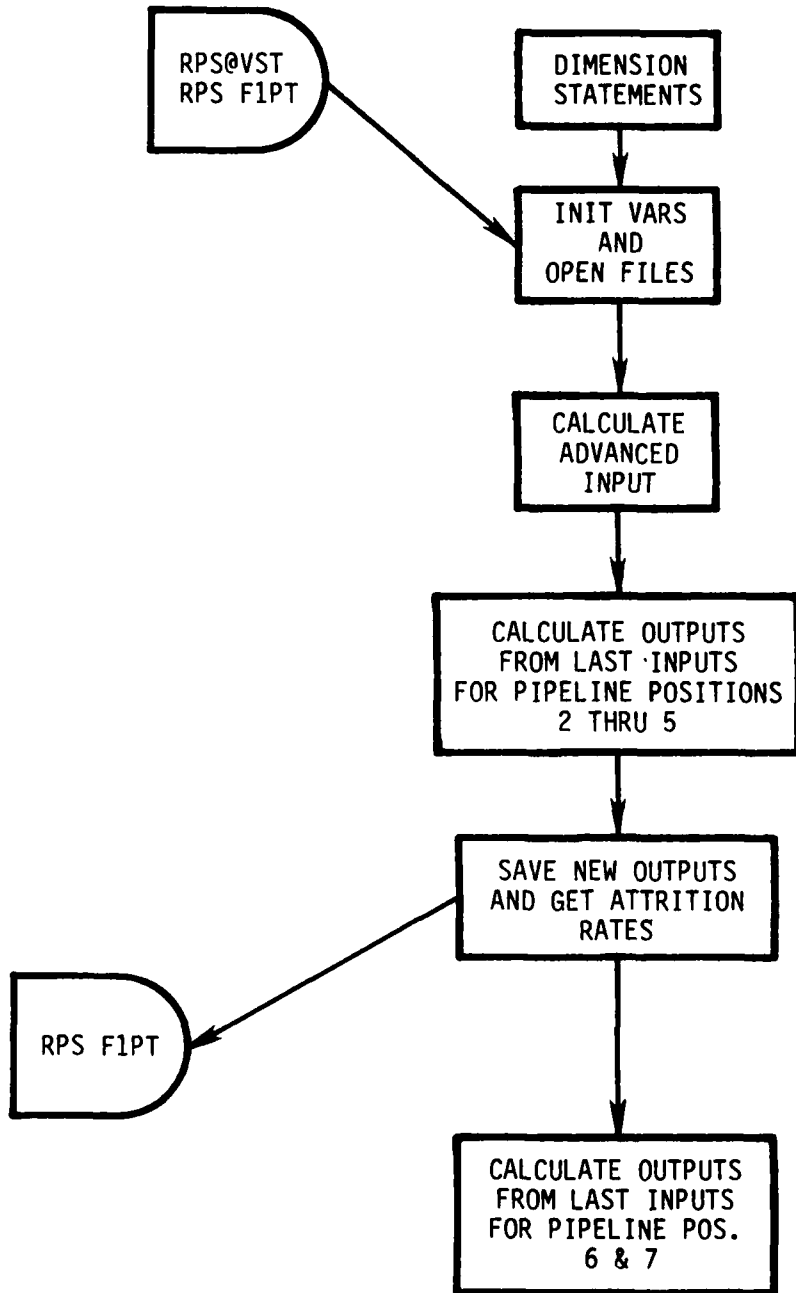 RPS@VST
RPS F1PT
DIMENSION
STATEMENTS
INIT VARS
AND
OPEN FILES
CALCULATE
ADVANCED
INPUT
CALCULATE OUTPUTS
FROM LAST INPUTS
FOR PIPELINE POSITIONS
2 THRU 5
SAVE NEW OUTPUTS
AND GET ATTRITION
RATES
RPS F1PT
CALCULATE OUTPUTS
FROM LAST INPUTS
FOR PIPELINE POS.
6 & 7